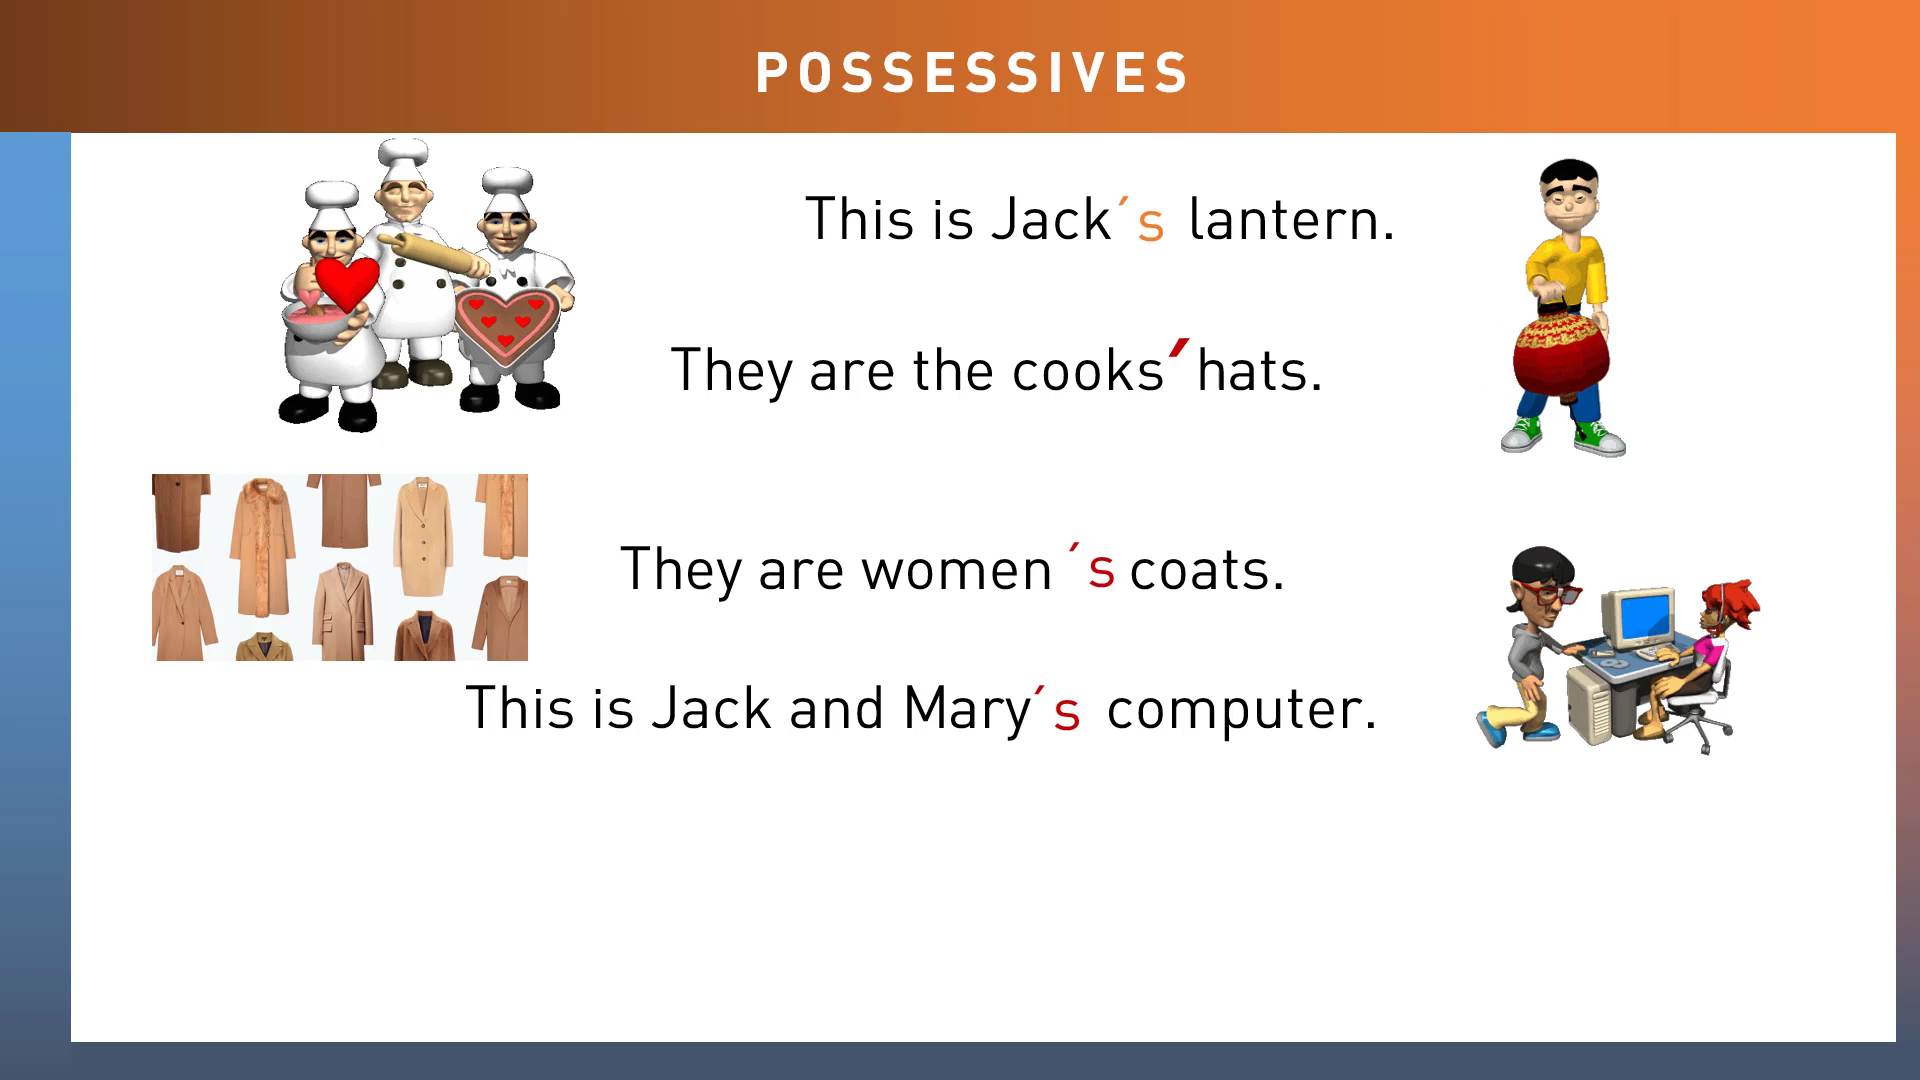 POSSESSIVES
This is Jack´s lantern.
They are the cooks´hats.
They are women ´s coats.
This is Jack and Mary´s computer.